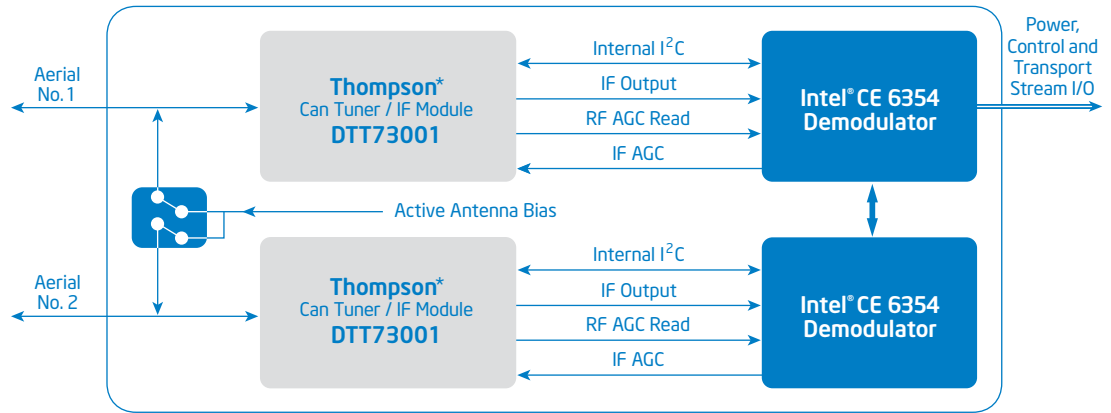 Power,
Control and
Transport
Stream I/O
Aerial
No. 1
Thompson*
Can Tuner / IF Module
DTT73001
Internal I²C
IF Output
RF AGC Read
IF AGC
Intel® CE 6354
Demodulator
Active Antenna Bias
Aerial
No. 2
Thompson*
Can Tuner / IF Module
DTT73001
Internal I²C
IF Output
RF AGC Read
IF AGC
Intel® CE 6354
Demodulator